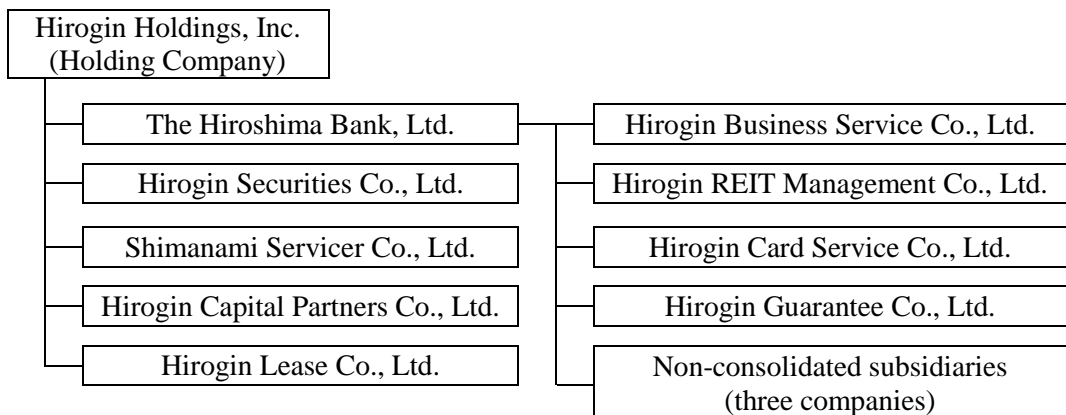 Hirogin Holdings, Inc.
(Holding Company)
The Hiroshima Bank, Ltd.
Hirogin Securities Co., Ltd.
Shimanami Servicer Co., Ltd.
Hirogin Capital Partners Co., Ltd.
Hirogin Lease Co., Ltd.
Hirogin Business Service Co., Ltd.
Hirogin REIT Management Co., Ltd.
Hirogin Card Service Co., Ltd.
Hirogin Guarantee Co., Ltd.
Non-consolidated subsidiaries
(three companies)